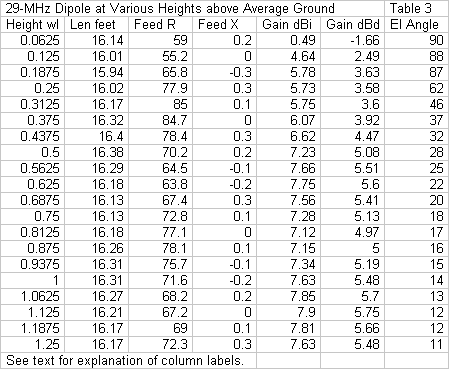 29-MHz Dipole at Various Heights above Average Ground Table 3
Height wl Len feet Feed R Feed X Gain dBi Gain dBd El Angle
0.0625 16.14 59 0.2 0.49 -1.66 90
0.125 16.01 55.2 0 4.64 2.49 88
0.1875 15.94 65.8 -0.3 5.78 3.63 87
0.25 16.02 77.9 0.3 5.73 3.58 62
0.3125 16.17 85 0.1 5.75 3.6 46
0.375 16.32 84.7 0 6.07 3.92 37
0.4375 16.4 78.4 0.3 6.62 4.47 32
0.5 16.38 70.2 0.2 7.23 5.08 28
0.5629 16.29 64.5 -0.1 7.66 5.51 25
0.625 16.18 63.8 -0.2 7.75 5.6 22
0.6875 16.13 67.4 0.3 7.56 5.41 20
0.75 16.13 72.8 0.1 7.28 5.13 18
0.8125 16.18 77.1 0 7.12 4.97 17
0.875 16.26 78.1 0.1 7.15 5 16
0.9375 16.31 75.7 -0.1 7.34 5.19 15
1 16.31 71.6 -0.2 7.63 5.48 14
1.0625 16.27 68.2 0.2 7.85 5.7 13
1.125 16.21 67.2 0 7.9 5.75 12
1.1875 16.17 69 0.1 7.81 5.66 12
1.25 16.17 72.3 0.3 7.63 5.48 11
See text for explanation of column labels.